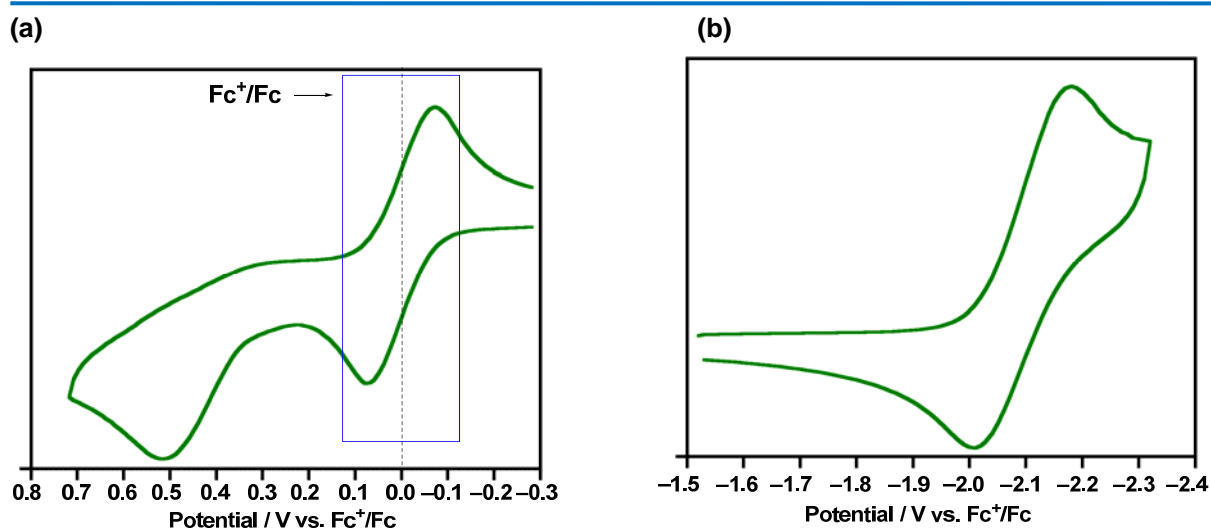 (a)
Fc⁺/Fc
0.8 0.7 0.6 0.5 0.4 0.3 0.2 0.1 0.0 –0.1 –0.2 –0.3
Potential / V vs. Fc⁺/Fc
(b)
–1.5 –1.6 –1.7 –1.8 –1.9 –2.0 –2.1 –2.2 –2.3 –2.4
Potential / V vs. Fc⁺/Fc